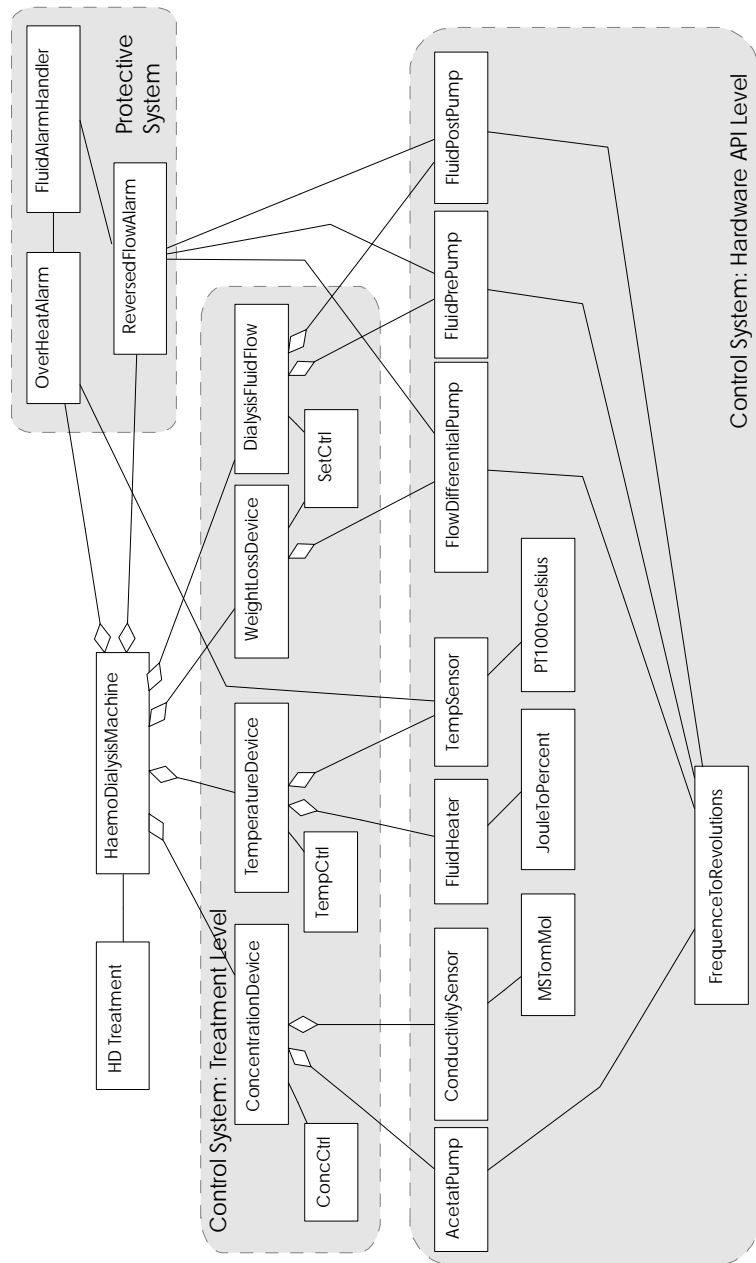 HD Treatment
HaemoDialysisMachine
OverHeatAlarm
FluidAlarmHandler
ReversedFlowAlarm
Protective
System
Control System: Treatment Level
ConcentrationDevice
TemperatureDevice
WeightLossDevice
DialysisFluidFlow
ConcCtrl
TempCtrl
SetCtrl
AcetatPump
ConductivitySensor
FluidHeater
TempSensor
FlowDifferentialPump
FluidPrePump
FluidPostPump
MSTomMol
JouleToPercent
PT100toCelsius
FrequenceToRevolutions
Control System: Hardware API Level